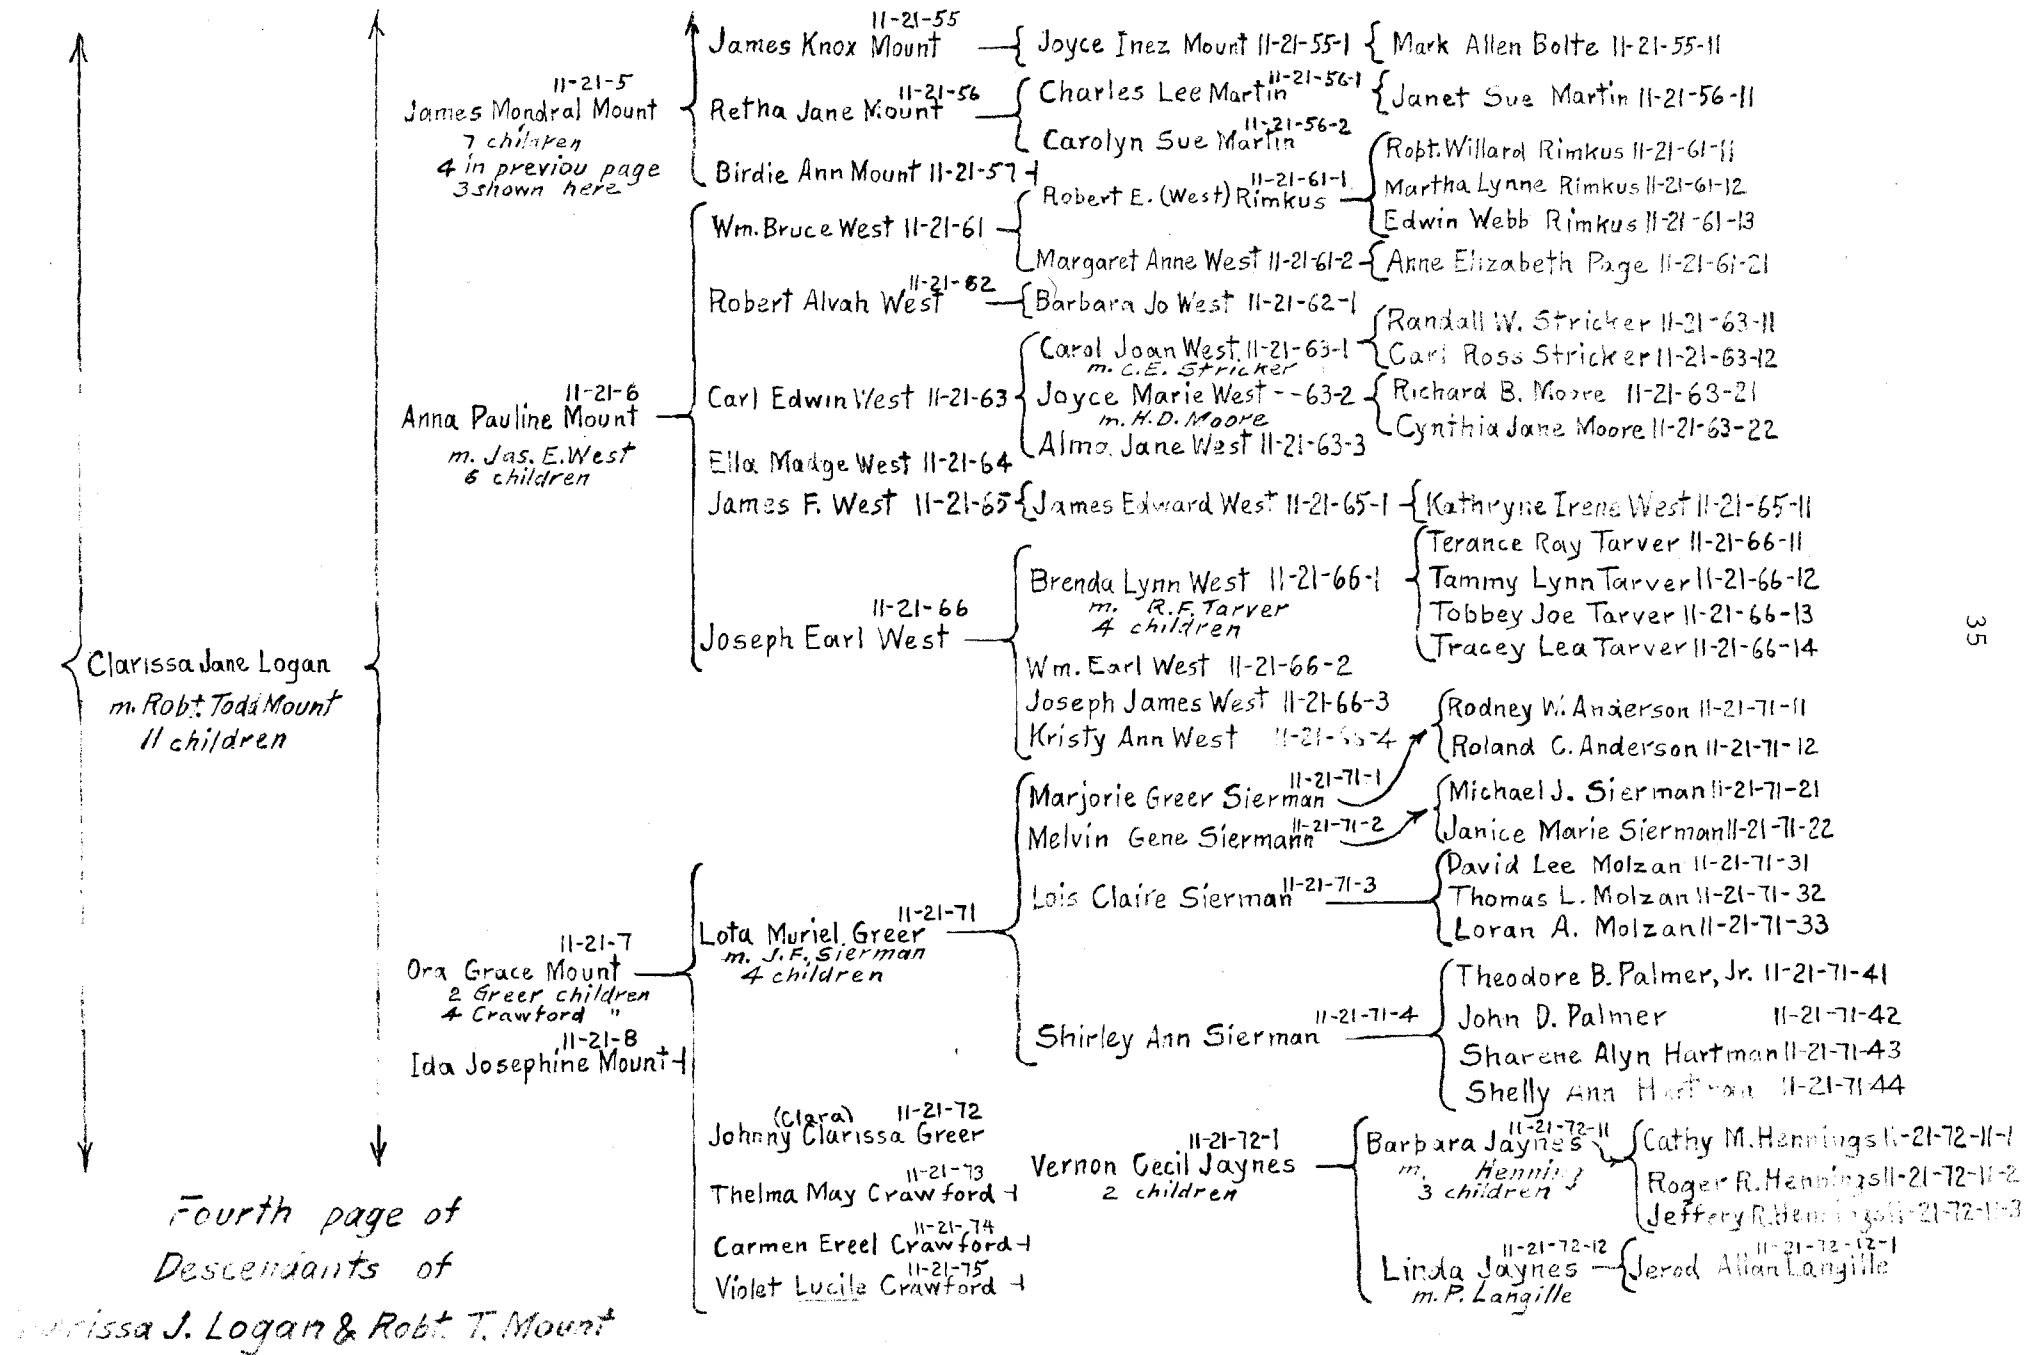 11-21-55
James Knox Mount
Joyce Inez Mount 11-21-55-1
Mark Allen Bolte 11-21-55-11
11-21-5
James Mondral Mount
7 children
4 in previou page
3 shown here
11-21-56
Retha Jane Mount
11-21-56-1
Charles Lee Martin
Janet Sue Martin 11-21-56-11
11-21-56-2
Carolyn Sue Martin
Birdie Ann Mount 11-21-57
Wm. Bruce West 11-21-61
11-21-61-1
Robert E. (West) Rimkus
Robt. Willard Rimkus 11-21-61-11
Martha Lynne Rimkus 11-21-61-12
Edwin Webb Rimkus 11-21-61-13
Margaret Anne West 11-21-61-2
Anne Elizabeth Page 11-21-61-21
11-21-62
Robert Alvah West
Barbara Jo West 11-21-62-1
11-21-6
Anna Pauline Mount
m. Jas. E. West
6 children
Carl Edwin West 11-21-63
Carol Joan West 11-21-63-1
m. C.E. Stricker
Randall W. Stricker 11-21-63-11
Carl Ross Stricker 11-21-63-12
Joyce Marie West --63-2
m. H.D. Moore
Richard B. Moore 11-21-63-21
Cynthia Jane Moore 11-21-63-22
Alma Jane West 11-21-63-3
Ella Madge West 11-21-64
James F. West 11-21-65
James Edward West 11-21-65-1
Kathryne Irene West 11-21-65-11
11-21-66
Joseph Earl West
Brenda Lynn West 11-21-66-1
m. R.F. Tarver
4 children
Terance Ray Tarver 11-21-66-11
Tammy Lynn Tarver 11-21-66-12
Tobbey Joe Tarver 11-21-66-13
Tracey Lea Tarver 11-21-66-14
Wm. Earl West 11-21-66-2
Joseph James West 11-21-66-3
Kristy Ann West 11-21-66-4
35
Clarissa Jane Logan
m. Robt. Todd Mount
11 children
11-21-7
Ora Grace Mount
2 Greer children
4 Crawford "
11-21-8
Ida Josephine Mount
11-21-71
Lota Muriel Greer
m. J.F. Sierman
4 children
11-21-71-1
Marjorie Greer Sierman
Rodney W. Anderson 11-21-71-11
Roland C. Anderson 11-21-71-12
11-21-71-2
Melvin Gene Siermann
Michael J. Sierman 11-21-71-21
Janice Marie Sierman 11-21-71-22
11-21-71-3
Lois Claire Sierman
David Lee Molzan 11-21-71-31
Thomas L. Molzan 11-21-71-32
Loran A. Molzan 11-21-71-33
11-21-71-4
Shirley Ann Sierman
Theodore B. Palmer, Jr. 11-21-71-41
John D. Palmer 11-21-71-42
Sharene Alyn Hartman 11-21-71-43
Shelly Ann Hartman 11-21-71-44
(Clara) 11-21-72
Johnny Clarissa Greer
11-21-72-1
Vernon Cecil Jaynes
2 children
11-21-72-11
Barbara Jaynes
m. Henning
3 children
Cathy M. Hennings 11-21-72-11-1
Roger R. Hennings 11-21-72-11-2
Jeffery R. Hennings 11-21-72-11-3
11-21-72-12
Linda Jaynes
m. P. Langille
11-21-72-12-1
Jerod Allan Langille
11-21-73
Thelma May Crawford
11-21-74
Carmen Ereel Crawford
11-21-75
Violet Lucile Crawford
Fourth page of
Descendants of
Clarissa J. Logan & Robt. T. Mount